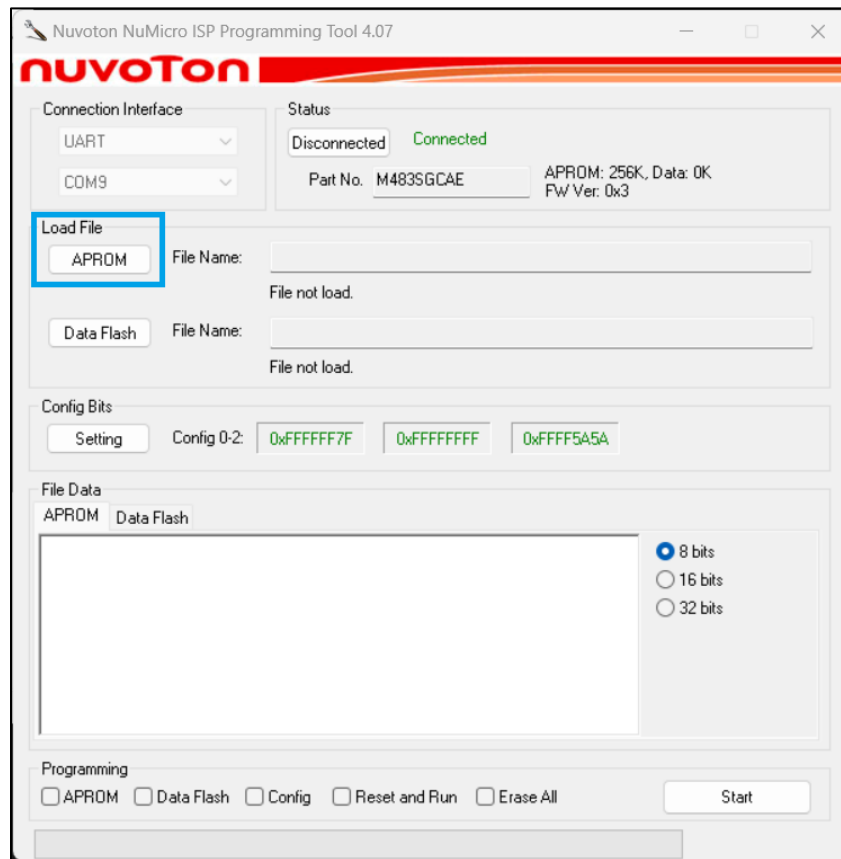 Nuvoton NuMicro ISP Programming Tool 4.07
nuvoTon
Connection Interface
UART
COM9
Status
Disconnected Connected
Part No. M483SGCAE APROM: 256K, Data: 0K
FW Ver: 0x3
Load File
APROM File Name:
File not load.
Data Flash File Name:
File not load.
Config Bits
Setting Config 0-2: 0xFFFFFF7F 0xFFFFFFFF 0xFFFF5A5A
File Data
APROM Data Flash
8 bits
16 bits
32 bits
Programming
APROM Data Flash Config Reset and Run Erase All Start